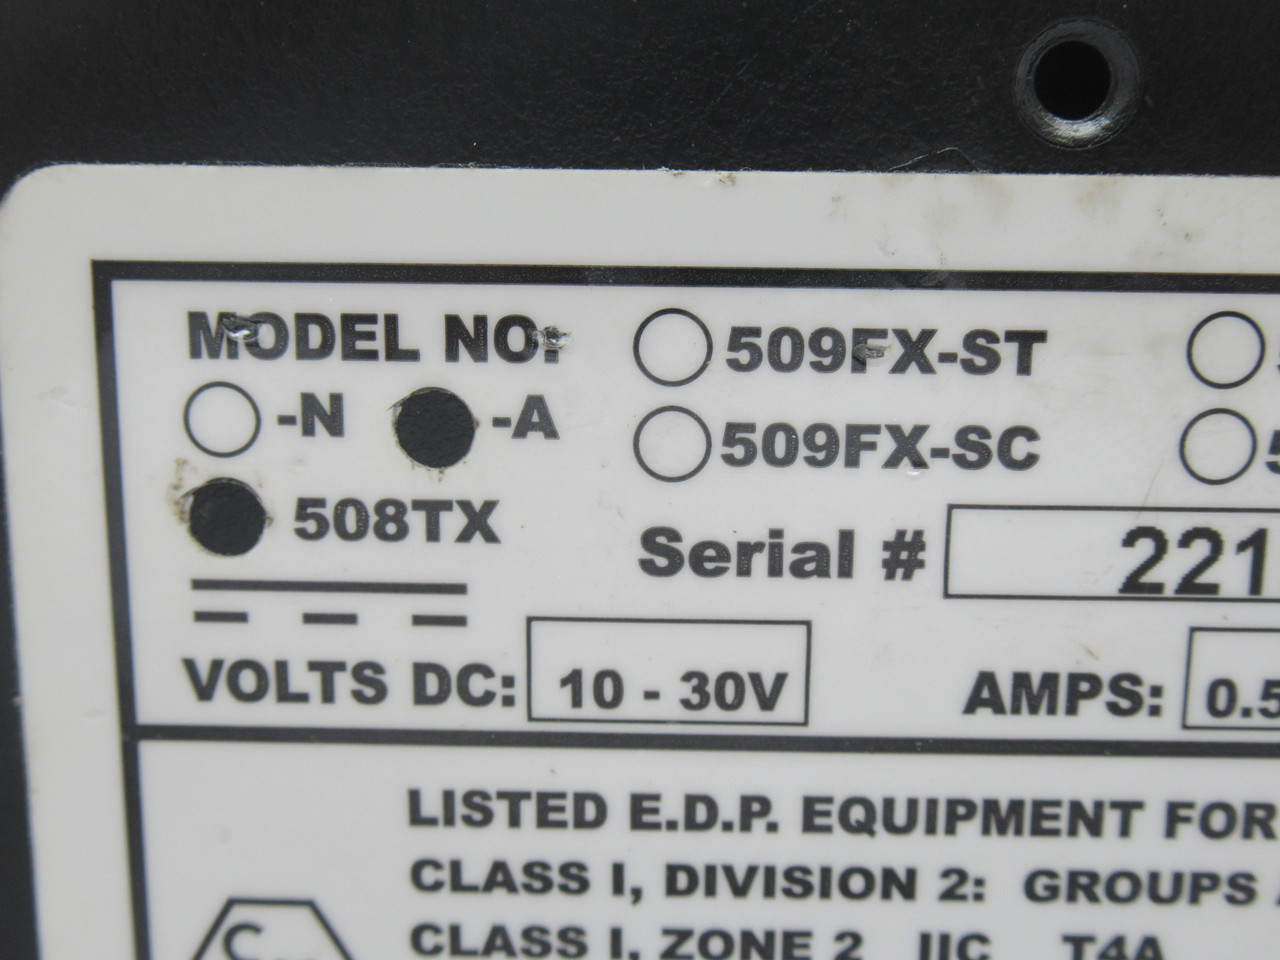 MODEL NO: 509FX-ST
-N -A 509FX-SC
508TX
Serial # 221
VOLTS DC: 10 - 30V AMPS: 0.5
LISTED E.D.P. EQUIPMENT FOR
CLASS I, DIVISION 2: GROUPS
CLASS I, ZONE 2 IIC T4A